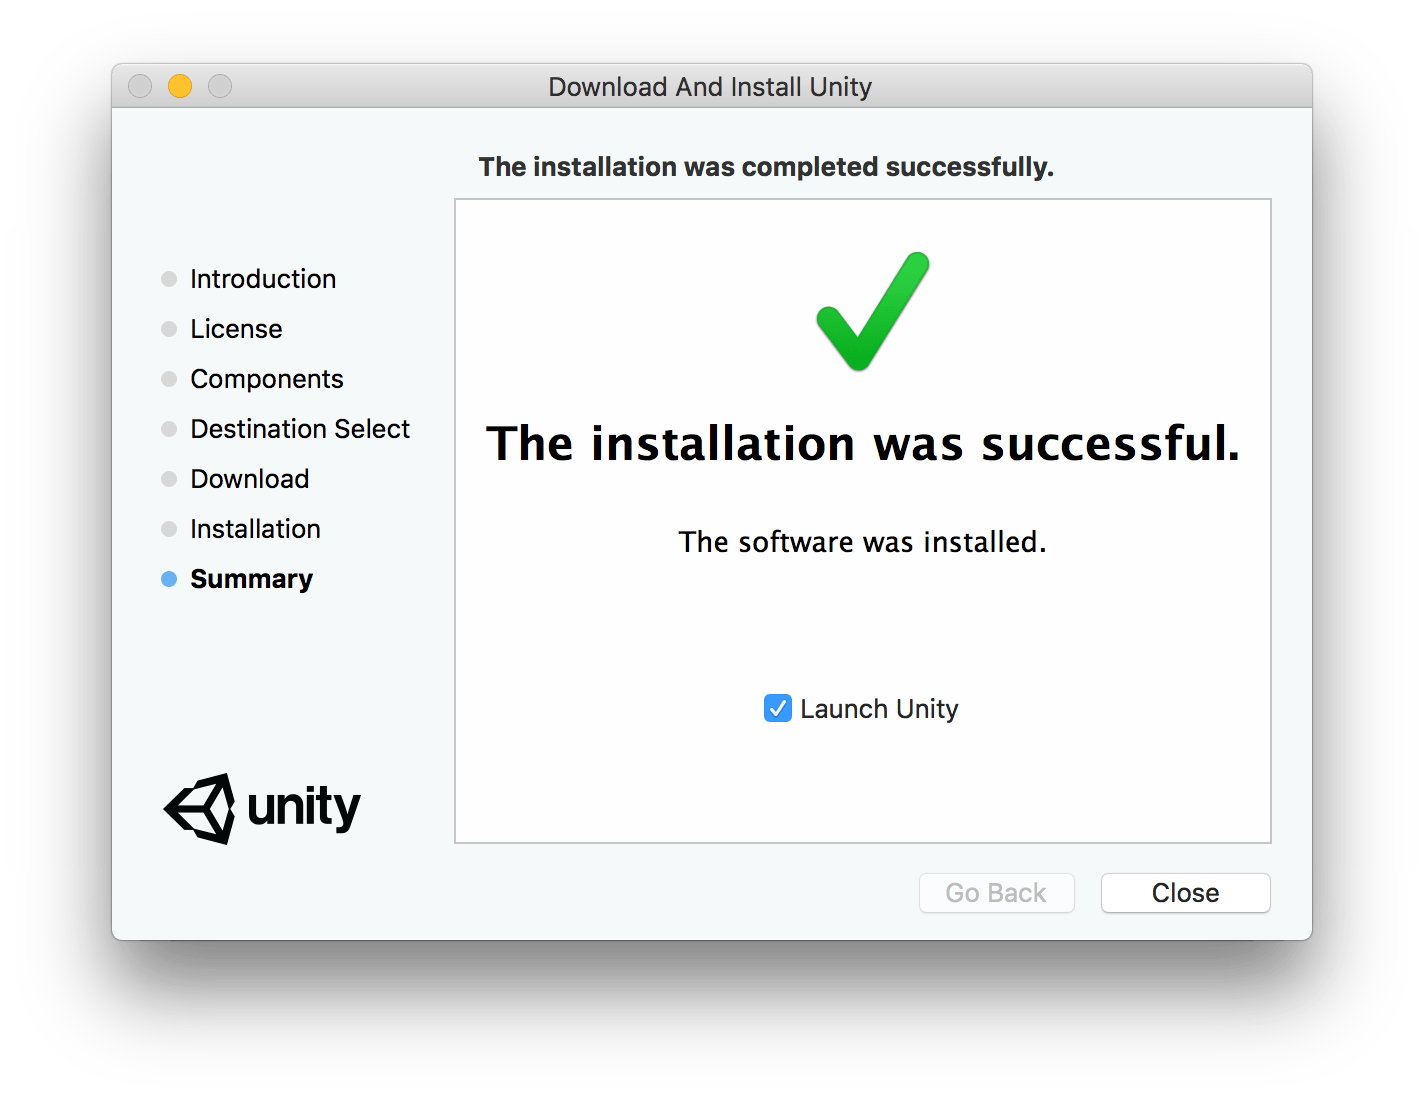 Download And Install Unity
The installation was completed successfully.
Introduction
License
Components
Destination Select
Download
Installation
Summary
The installation was successful.
The software was installed.
Launch Unity
unity
Go Back
Close